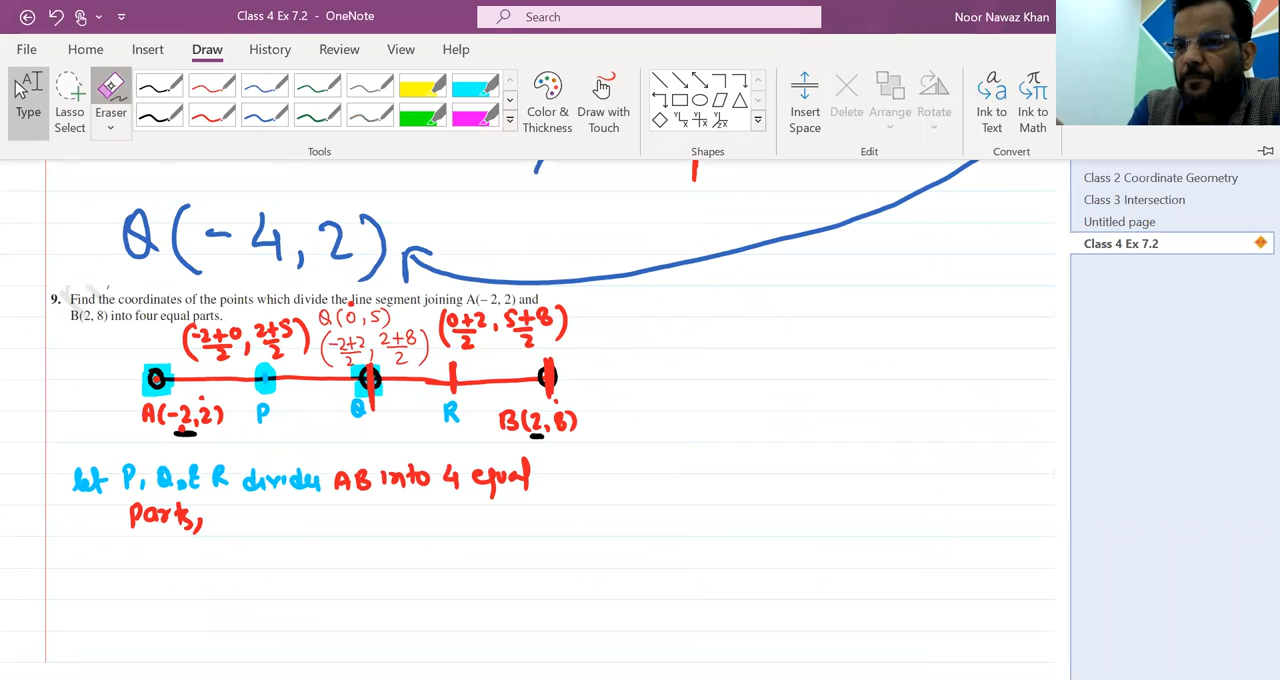 Class 4 Ex 7.2 - OneNote
Search
Noor Nawaz Khan
File Home Insert Draw History Review View Help
Type
Lasso Select
Eraser
Color & Thickness
Draw with Touch
Insert Space
Delete
Arrange
Rotate
Ink to Text
Ink to Math
Tools
Shapes
Edit
Convert
Class 2 Coordinate Geometry
Class 3 Intersection
Untitled page
Class 4 Ex 7.2
Q(-4, 2)
9. Find the coordinates of the points which divide the line segment joining A(– 2, 2) and
B(2, 8) into four equal parts.
Q(0, 5)
((-2+0)/2, (2+5)/2) ((-2+2)/2, (2+8)/2) ((0+2)/2, (5+8)/2)
A(-2, 2) P Q R B(2, 8)
let P, Q, & R divides AB into 4 equal
parts,